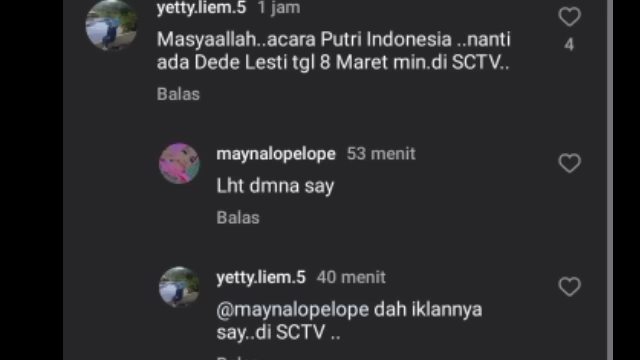 yetty.liem.5 1 jam
Masyaallah..acara Putri Indonesia ..nanti
4
ada Dede Lesti tgl 8 Maret min.di SCTV..
Balas
maynalopelope 53 menit
Lht dmna say
Balas
yetty.liem.5 40 menit
@maynalopelope dah iklannya
say..di SCTV ..